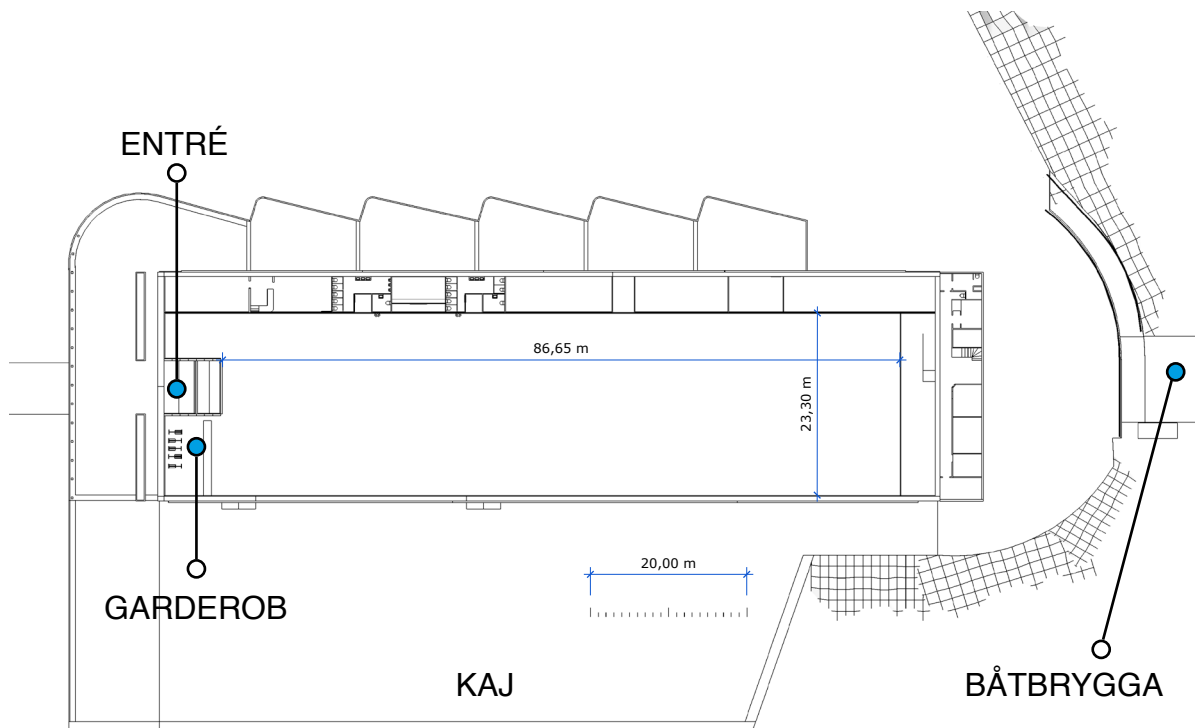 ENTRÉ
86,65 m
23,30 m
20,00 m
GARDEROB
KAJ
BÅTBRYGGA